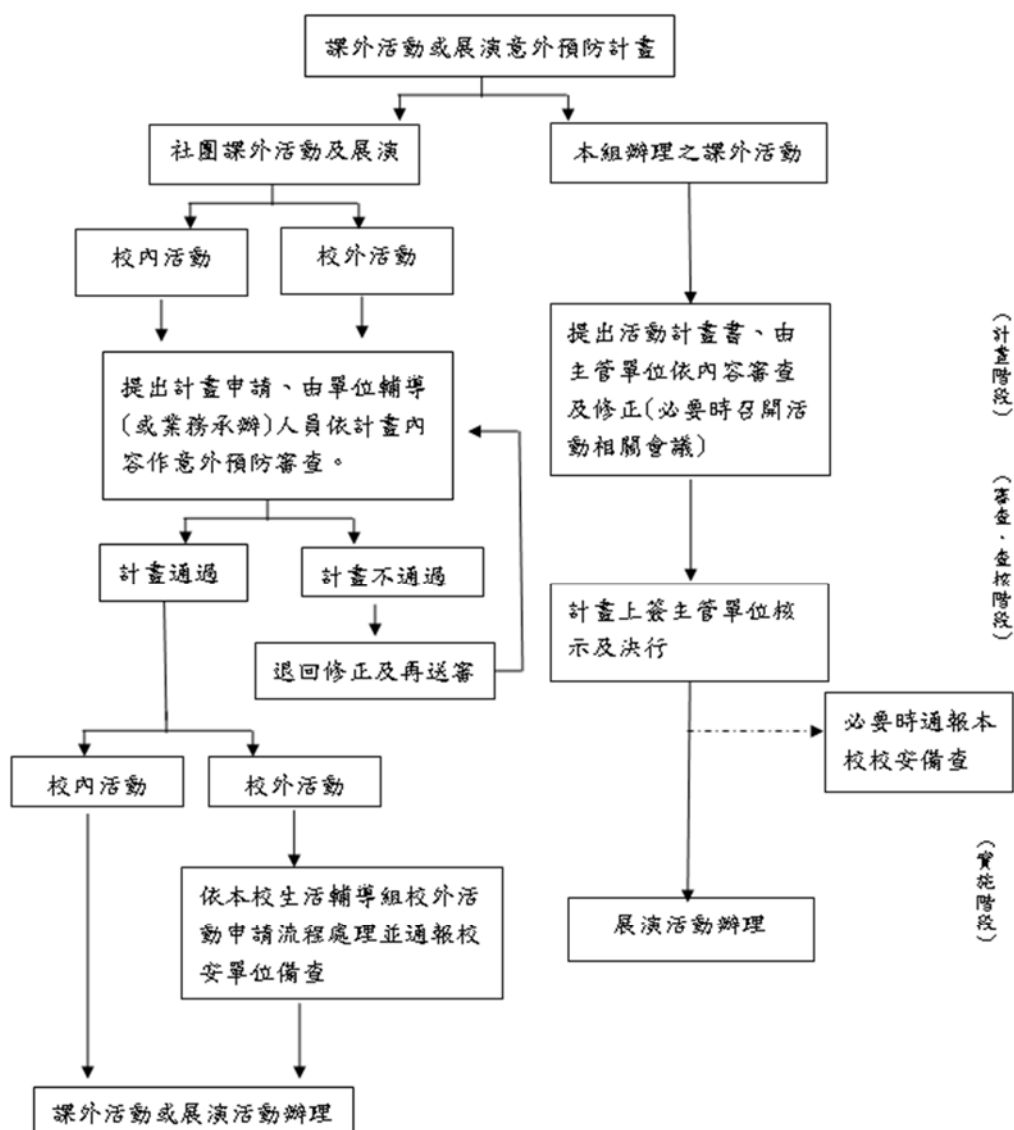 課外活動或展演意外預防計畫
社團課外活動及展演
本組辦理之課外活動
校內活動
校外活動
提出計畫申請、由單位輔導
(或業務承辦)人員依計畫內
容作意外預防審查。
提出活動計畫書、由
主管單位依內容審查
及修正(必要時召開活
動相關會議)
(計畫階段)
計畫通過
計畫不通過
退回修正及再送審
計畫上簽主管單位核
示及決行
(審查、查核階段)
必要時通報本
校校安備查
校內活動
校外活動
依本校生活輔導組校外活
動申請流程處理並通報校
安單位備查
展演活動辦理
(實施階段)
課外活動或展演活動辦理